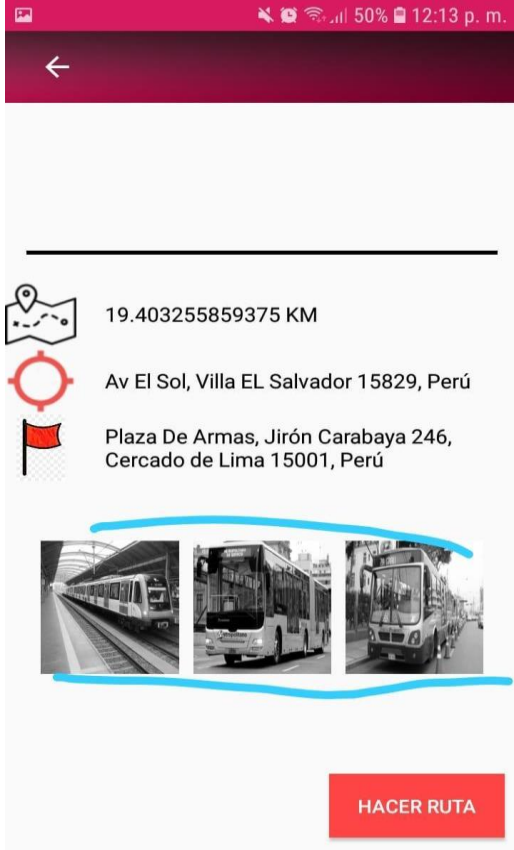 50% 12:13 p. m.
19.403255859375 KM
Av El Sol, Villa EL Salvador 15829, Perú
Plaza De Armas, Jirón Carabaya 246,
Cercado de Lima 15001, Perú
HACER RUTA